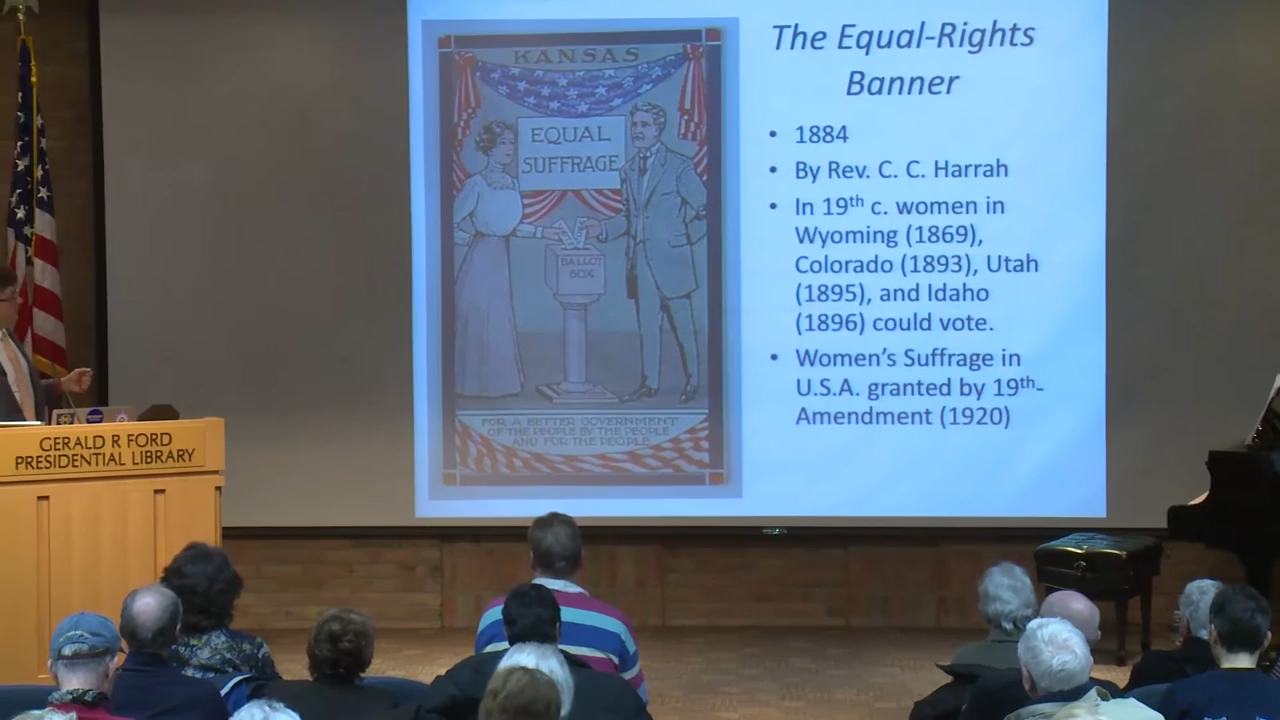 KANSAS
EQUAL
SUFFRAGE
BALLOT
BOX
FOR A BETTER GOVERNMENT
OF THE PEOPLE BY THE PEOPLE
AND FOR THE PEOPLE
The Equal-Rights
Banner
• 1884
• By Rev. C. C. Harrah
• In 19th c. women in
Wyoming (1869),
Colorado (1893), Utah
(1895), and Idaho
(1896) could vote.
• Women’s Suffrage in
U.S.A. granted by 19th-
Amendment (1920)
GERALD R FORD
PRESIDENTIAL LIBRARY